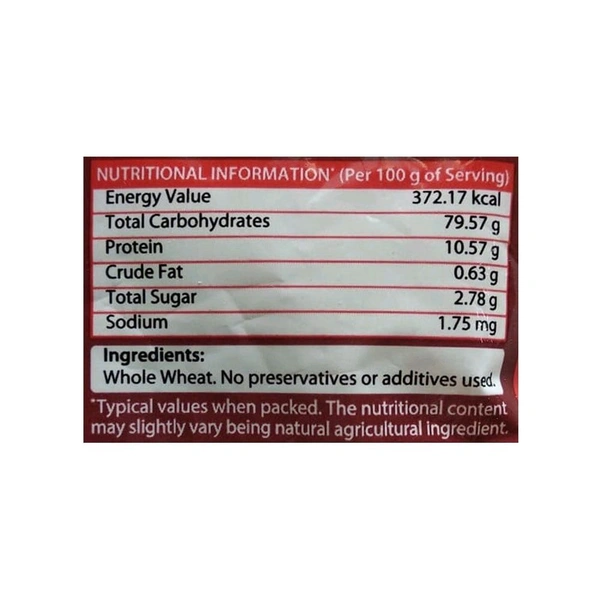 NUTRITIONAL INFORMATION* (Per 100 g of Serving)
Energy Value 372.17 kcal
Total Carbohydrates 79.57 g
Protein 10.57 g
Crude Fat 0.63 g
Total Sugar 2.78 g
Sodium 1.75 mg
Ingredients:
Whole Wheat. No preservatives or additives used.
*Typical values when packed. The nutritional content
may slightly vary being natural agricultural ingredient.